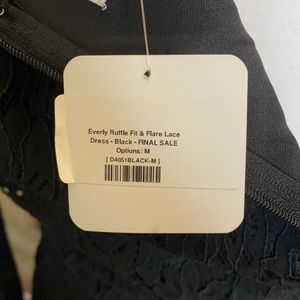 Everly Ruffle Fit & Flare Lace
Dress - Black - FINAL SALE
Options: M
[ D4051BLACK-M ]